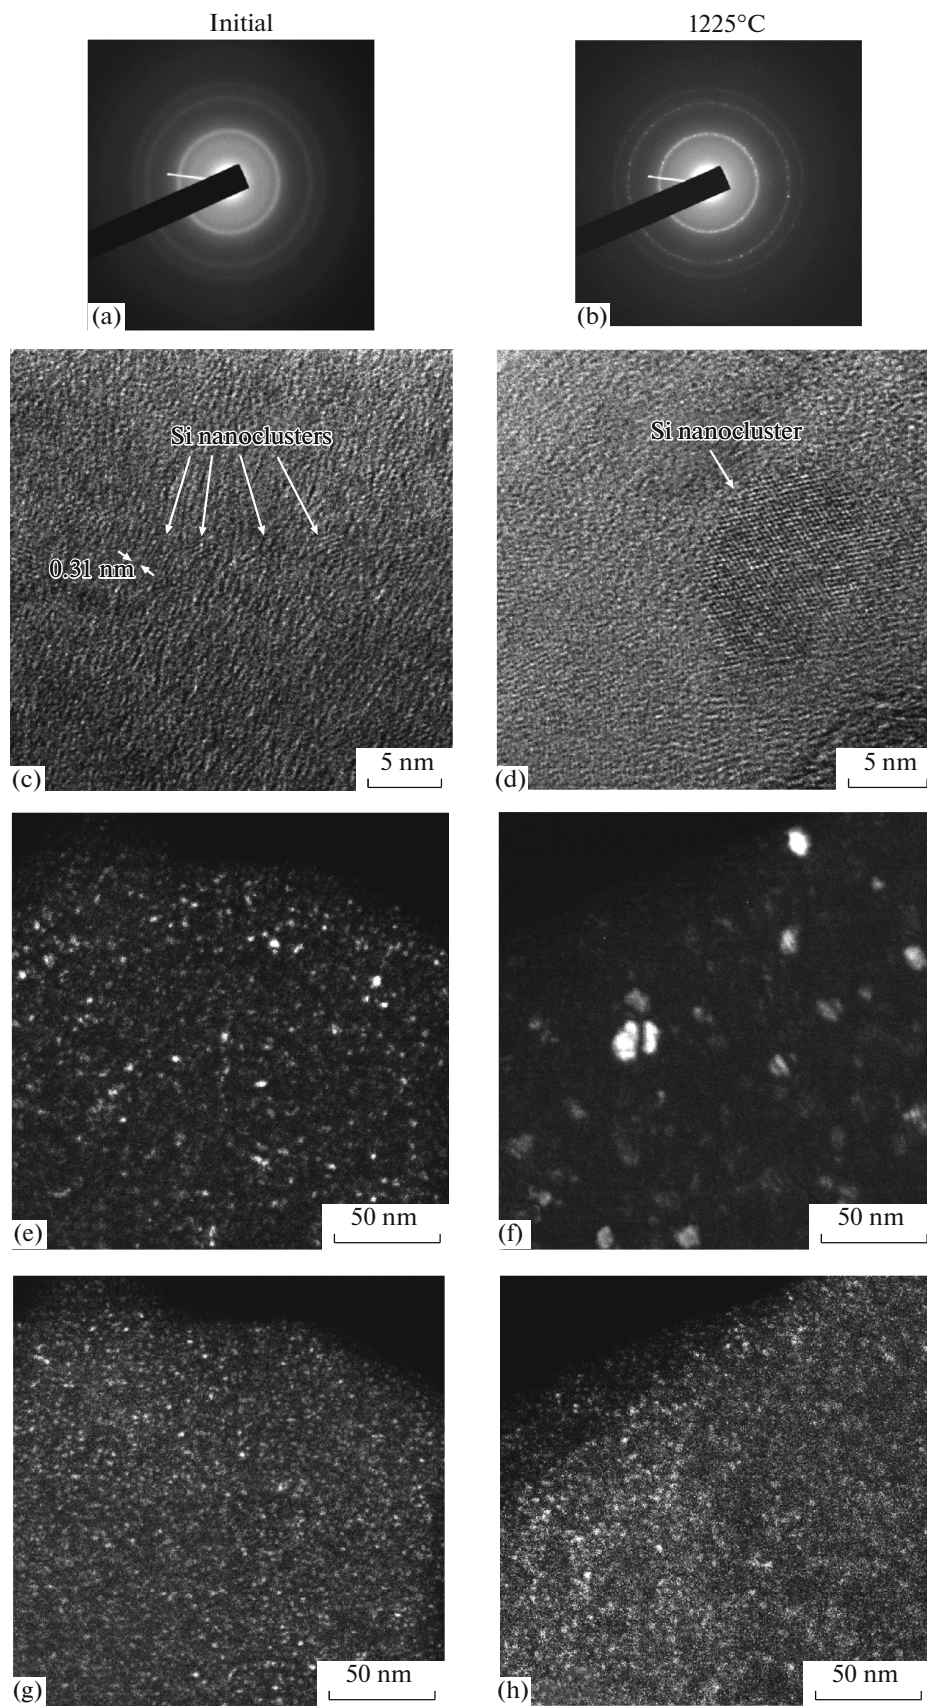 Initial
1225°C
(a)
(b)
Si nanoclusters
0.31 nm
5 nm
(c)
Si nanocluster
5 nm
(d)
50 nm
(e)
50 nm
(f)
50 nm
(g)
50 nm
(h)